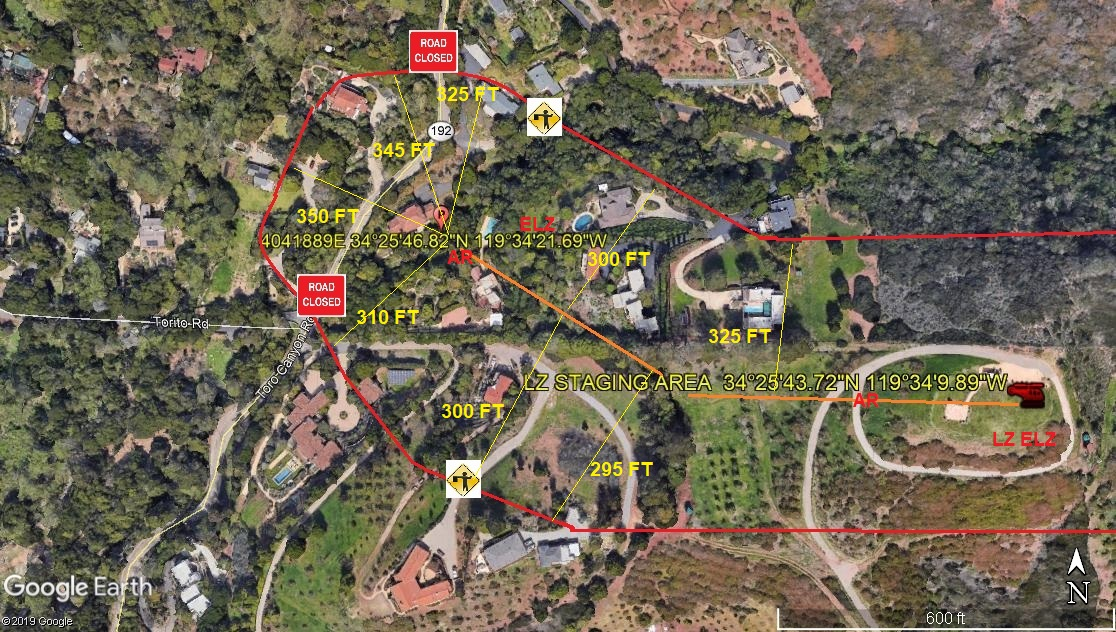 ROAD
CLOSED
325 FT
192
345 FT
350 FT
ELZ
4041889E 34°25'46.82"N 119°34'21.69"W
AR
300 FT
ROAD
CLOSED
310 FT
Torito Rd
325 FT
Toro Canyon Rd
LZ STAGING AREA 34°25'43.72"N 119°34'9.89"W
AR
300 FT
LZ ELZ
295 FT
Google Earth
N
©2019 Google
600 ft